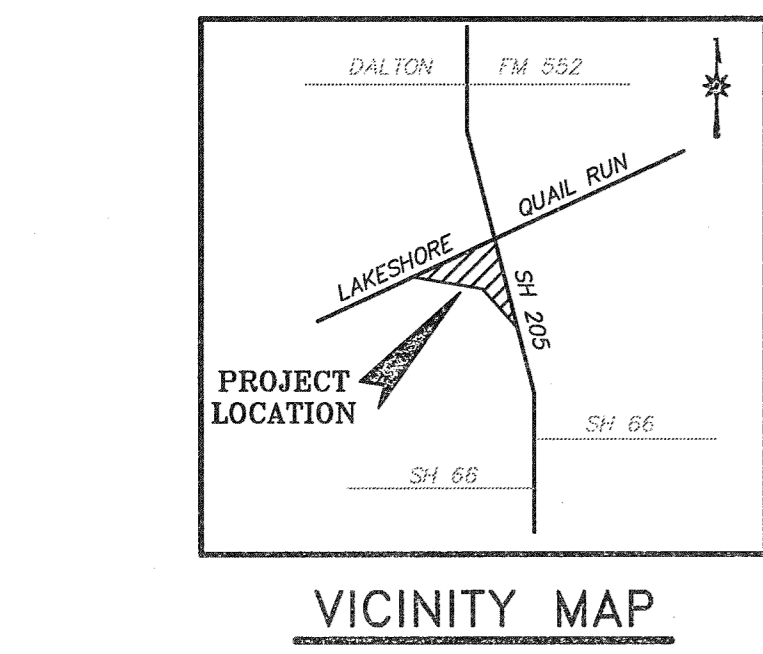 DALTON FM 552
QUAIL RUN
LAKESHORE
SH 205
PROJECT
LOCATION
SH 66
SH 66
VICINITY MAP